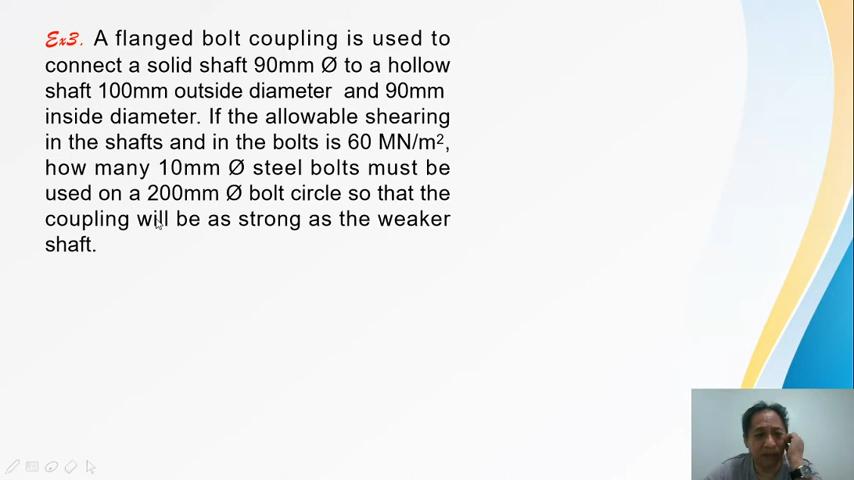 Ex3. A flanged bolt coupling is used to
connect a solid shaft 90mm Ø to a hollow
shaft 100mm outside diameter and 90mm
inside diameter. If the allowable shearing
in the shafts and in the bolts is 60 MN/m²,
how many 10mm Ø steel bolts must be
used on a 200mm Ø bolt circle so that the
coupling will be as strong as the weaker
shaft.